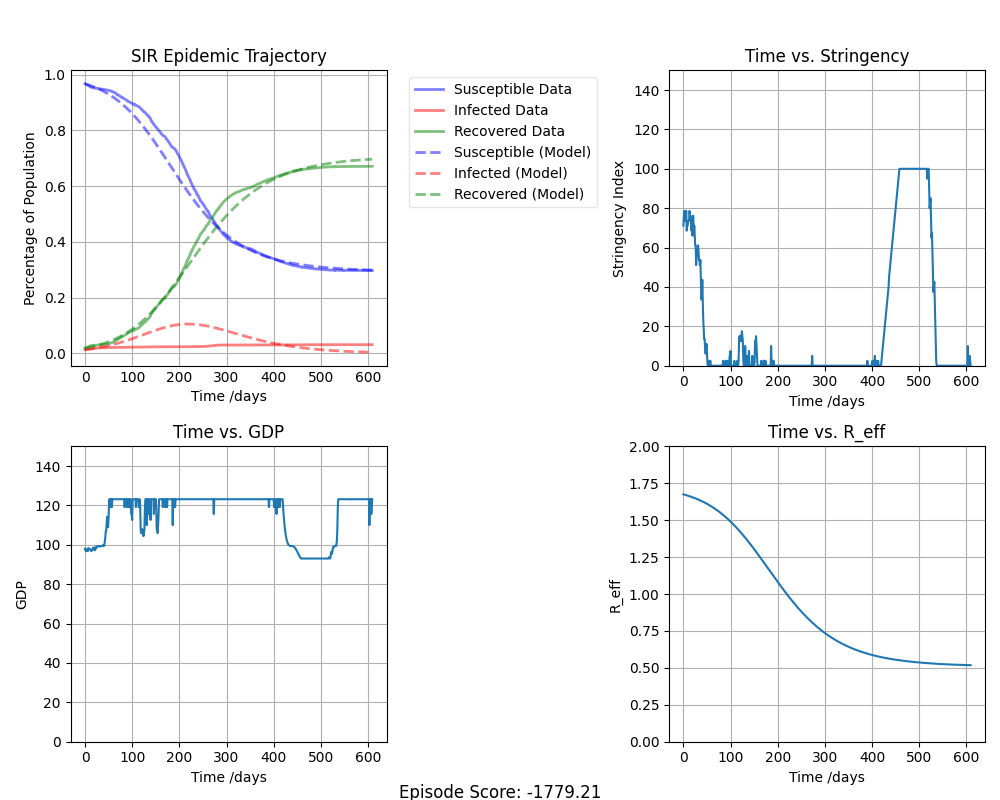 SIR Epidemic Trajectory
1.0
0.8
0.6
0.4
0.2
0.0
Percentage of Population
0 100 200 300 400 500 600
Time /days
Susceptible Data
Infected Data
Recovered Data
Susceptible (Model)
Infected (Model)
Recovered (Model)
Time vs. Stringency
140
120
100
80
60
40
20
0
Stringency Index
0 100 200 300 400 500 600
Time /days
Time vs. GDP
140
120
100
80
60
40
20
0
GDP
0 100 200 300 400 500 600
Time /days
Time vs. R_eff
2.00
1.75
1.50
1.25
1.00
0.75
0.50
0.25
0.00
R_eff
0 100 200 300 400 500 600
Time /days
Episode Score: -1779.21